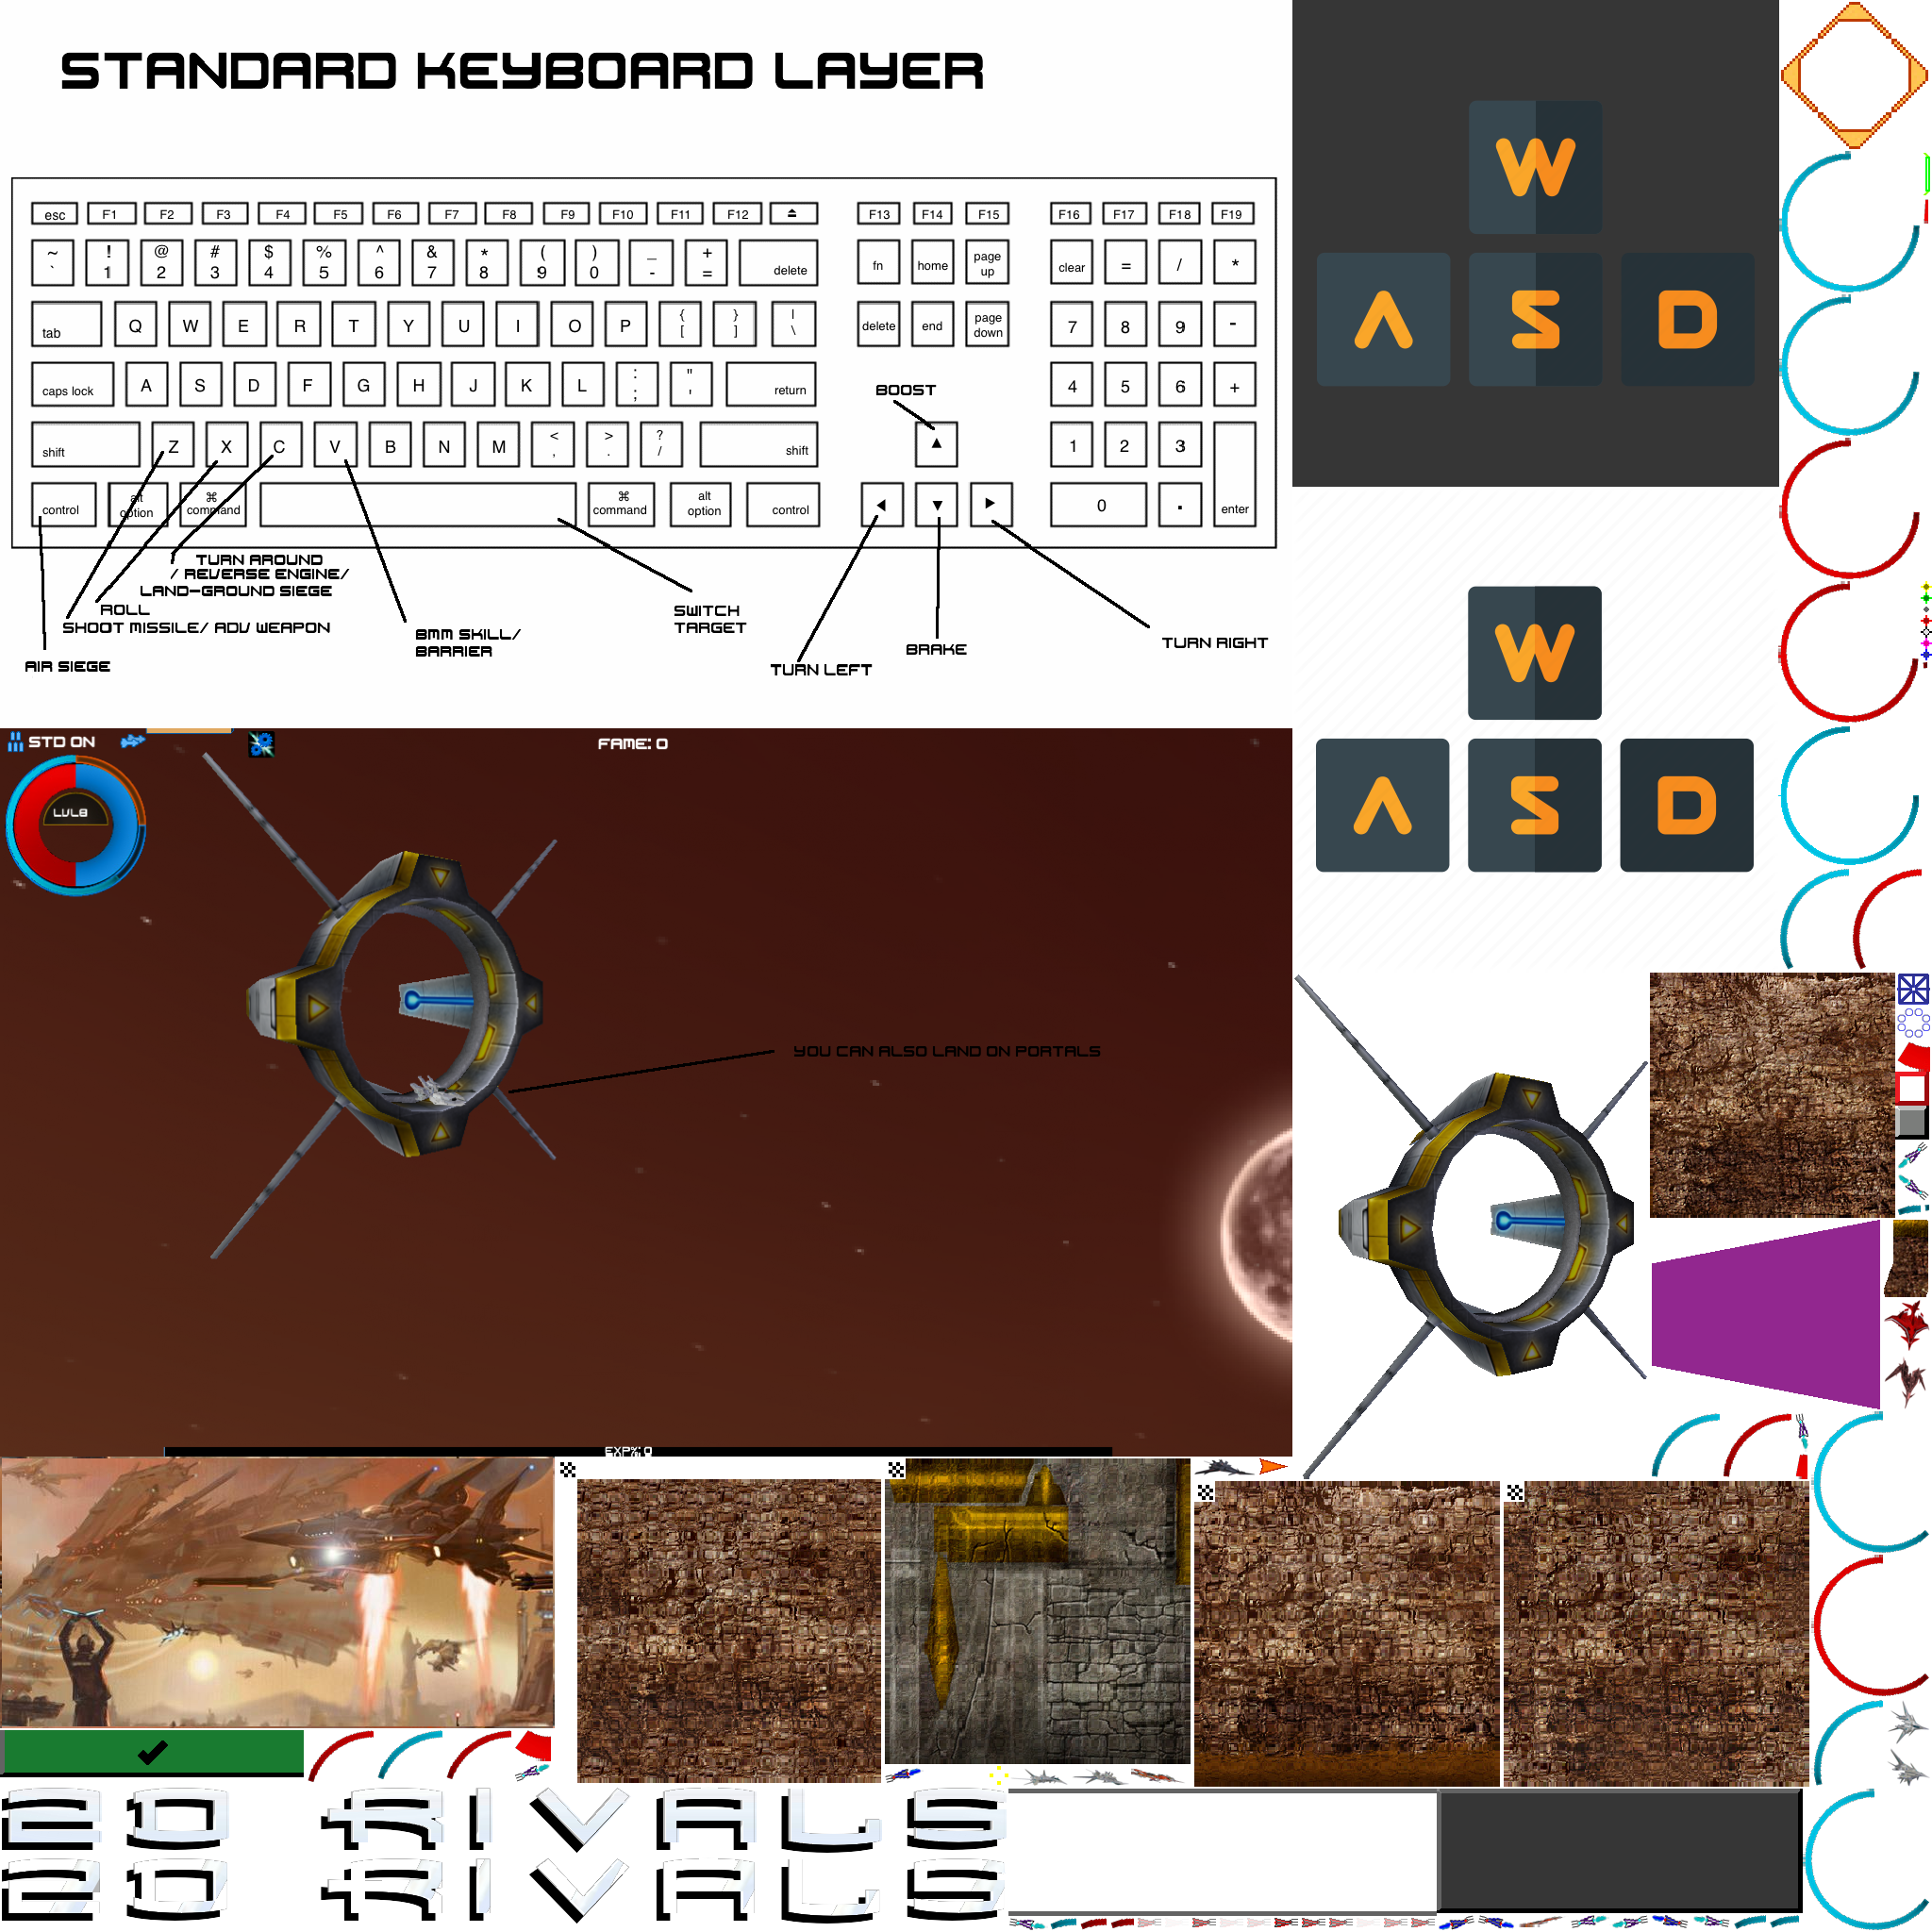 STANDARD KEYBOARD LAYER
esc F1 F2 F3 F4 F5 F6 F7 F8 F9 F10 F11 F12 ⏏ F13 F14 F15 F16 F17 F18 F19
~ ! @ # $ % ^ & * ( ) _ +
` 1 2 3 4 5 6 7 8 9 0 - = delete fn home page up clear = / *
tab Q W E R T Y U I O P { [ } ] | \ delete end page down 7 8 9 -
caps lock A S D F G H J K L : ; " ' return 4 5 6 +
BOOST
shift Z X C V B N M < , > . ? / shift ▲ 1 2 3
control alt option ⌘ command ⌘ command alt option control ◀ ▼ ▶ 0 . enter
TURN AROUND
/ REVERSE ENGINE/
LAND-GROUND SIEGE
ROLL
SHOOT MISSILE/ ADV WEAPON
AIR SIEGE
8MM SKILL/
BARRIER
SWITCH
TARGET
TURN LEFT
BRAKE
TURN RIGHT
W
A S D
W
A S D
STD ON
FAME: 0
LVL8
YOU CAN ALSO LAND ON PORTALS
EXP%: 0
2D RIVALS
2D RIVALS